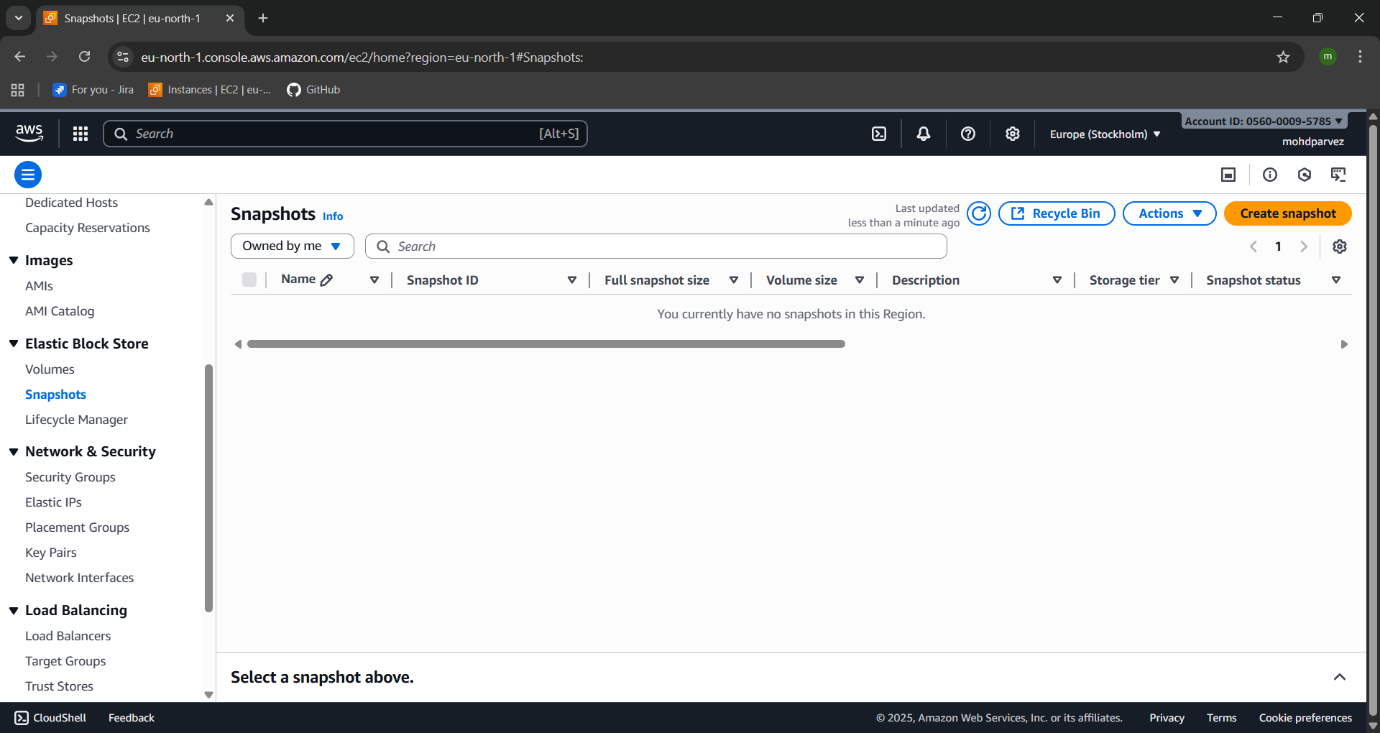 Snapshots | EC2 | eu-north-1
eu-north-1.console.aws.amazon.com/ec2/home?region=eu-north-1#Snapshots:
m
For you - Jira
Instances | EC2 | eu-...
GitHub
aws
Search
[Alt+S]
Europe (Stockholm)
Account ID: 0560-0009-5785
mohdparvez
Dedicated Hosts
Capacity Reservations
Images
AMIs
AMI Catalog
Elastic Block Store
Volumes
Snapshots
Lifecycle Manager
Network & Security
Security Groups
Elastic IPs
Placement Groups
Key Pairs
Network Interfaces
Load Balancing
Load Balancers
Target Groups
Trust Stores
Snapshots Info
Last updated
less than a minute ago
Recycle Bin
Actions
Create snapshot
Owned by me
Search
1
Name
Snapshot ID
Full snapshot size
Volume size
Description
Storage tier
Snapshot status
You currently have no snapshots in this Region.
Select a snapshot above.
CloudShell
Feedback
© 2025, Amazon Web Services, Inc. or its affiliates.
Privacy
Terms
Cookie preferences